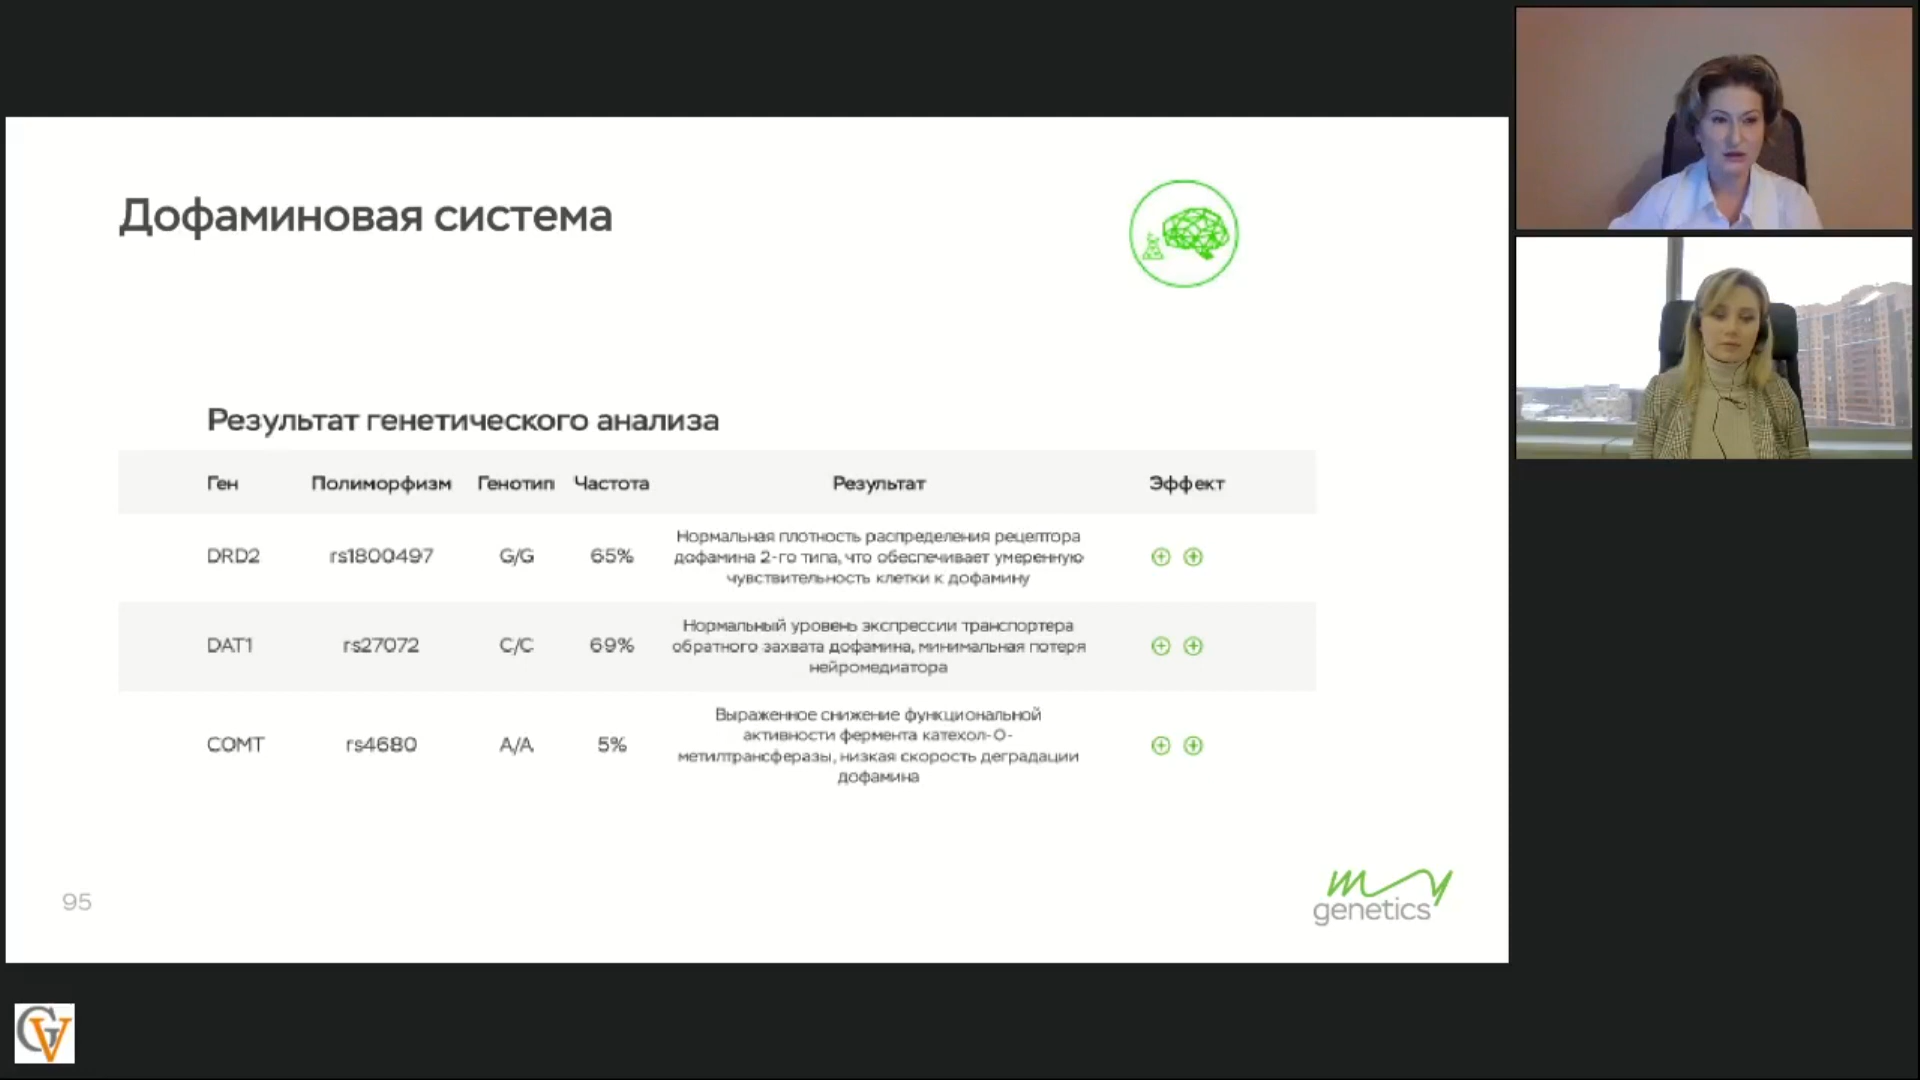 Дофаминовая система
Результат генетического анализа
Ген Полиморфизм Генотип Частота Результат Эффект
DRD2 rs1800497 G/G 65% Нормальная плотность распределения рецептора
дофамина 2-го типа, что обеспечивает умеренную
чувствительность клетки к дофамину
DAT1 rs27072 C/C 69% Нормальный уровень экспрессии транспортера
обратного захвата дофамина, минимальная потеря
нейромедиатора
COMT rs4680 A/A 5% Выраженное снижение функциональной
активности фермента катехол-О-
метилтрансферазы, низкая скорость деградации
дофамина
95
my
genetics
GV